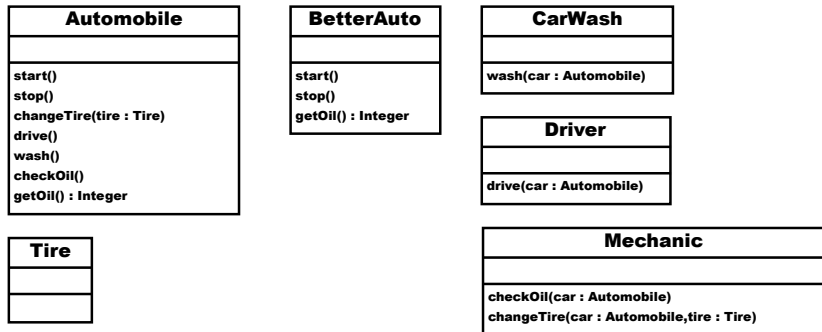 Automobile
start()
stop()
changeTire(tire : Tire)
drive()
wash()
checkOil()
getOil() : Integer
Tire
BetterAuto
start()
stop()
getOil() : Integer
CarWash
wash(car : Automobile)
Driver
drive(car : Automobile)
Mechanic
checkOil(car : Automobile)
changeTire(car : Automobile,tire : Tire)